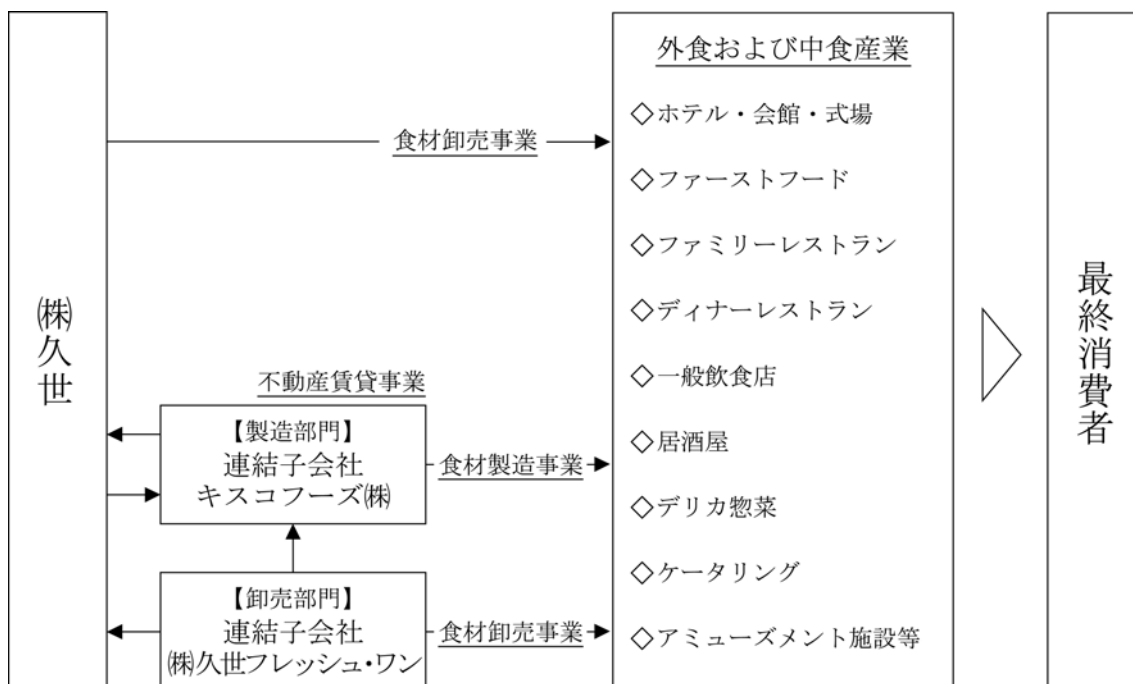 ㈱久世
食材卸売事業
不動産賃貸事業
【製造部門】
連結子会社
キスコフーズ㈱
食材製造事業
【卸売部門】
連結子会社
㈱久世フレッシュ・ワン
食材卸売事業
外食および中食産業
◇ホテル・会館・式場
◇ファーストフード
◇ファミリーレストラン
◇ディナーレストラン
◇一般飲食店
◇居酒屋
◇デリカ惣菜
◇ケータリング
◇アミューズメント施設等
最終消費者